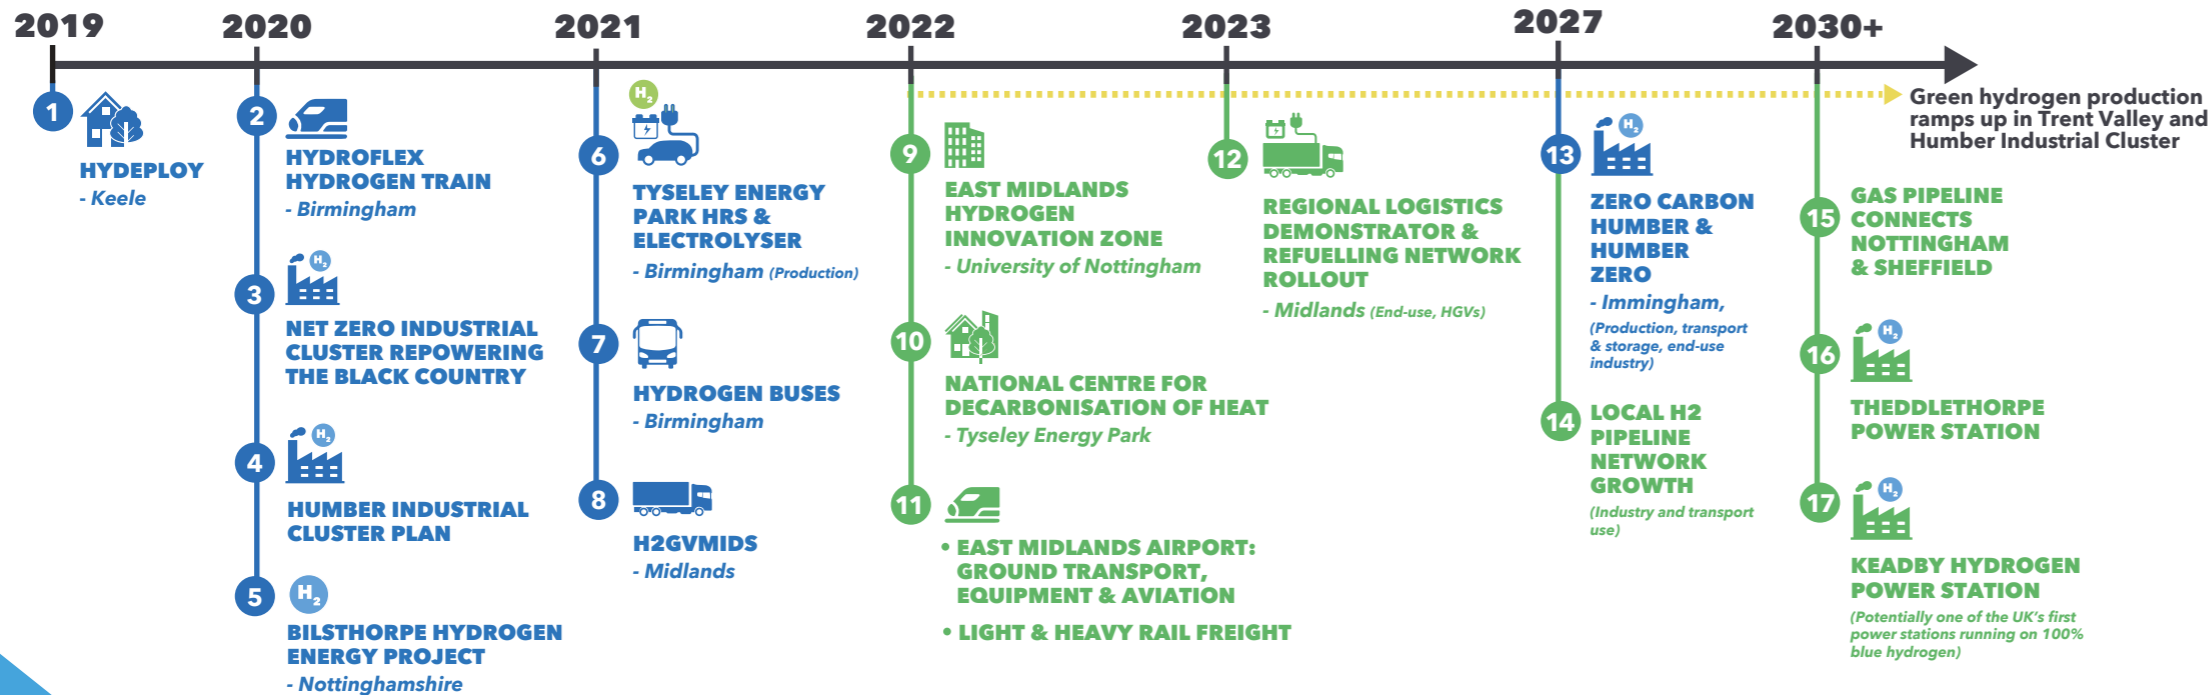 2019
2020
2021
2022
2023
2027
2030+
Green hydrogen production
ramps up in Trent Valley and
Humber Industrial Cluster
1
HYDEPLOY
- Keele
2
HYDROFLEX
HYDROGEN TRAIN
- Birmingham
3
H2
NET ZERO INDUSTRIAL
CLUSTER REPOWERING
THE BLACK COUNTRY
4
H2
HUMBER INDUSTRIAL
CLUSTER PLAN
5
H2
BILSTHORPE HYDROGEN
ENERGY PROJECT
- Nottinghamshire
H2
6
TYSELEY ENERGY
PARK HRS &
ELECTROLYSER
- Birmingham (Production)
7
HYDROGEN BUSES
- Birmingham
8
H2GVMIDS
- Midlands
9
EAST MIDLANDS
HYDROGEN
INNOVATION ZONE
- University of Nottingham
10
NATIONAL CENTRE FOR
DECARBONISATION OF HEAT
- Tyseley Energy Park
11
• EAST MIDLANDS AIRPORT:
GROUND TRANSPORT,
EQUIPMENT & AVIATION
• LIGHT & HEAVY RAIL FREIGHT
12
REGIONAL LOGISTICS
DEMONSTRATOR &
REFUELLING NETWORK
ROLLOUT
- Midlands (End-use, HGVs)
13
H2
ZERO CARBON
HUMBER &
HUMBER
ZERO
- Immingham,
(Production, transport
& storage, end-use
industry)
14
LOCAL H2
PIPELINE
NETWORK
GROWTH
(Industry and transport
use)
15
GAS PIPELINE
CONNECTS
NOTTINGHAM
& SHEFFIELD
16
H2
THEDDLETHORPE
POWER STATION
17
H2
KEADBY HYDROGEN
POWER STATION
(Potentially one of the UK's first
power stations running on 100%
blue hydrogen)